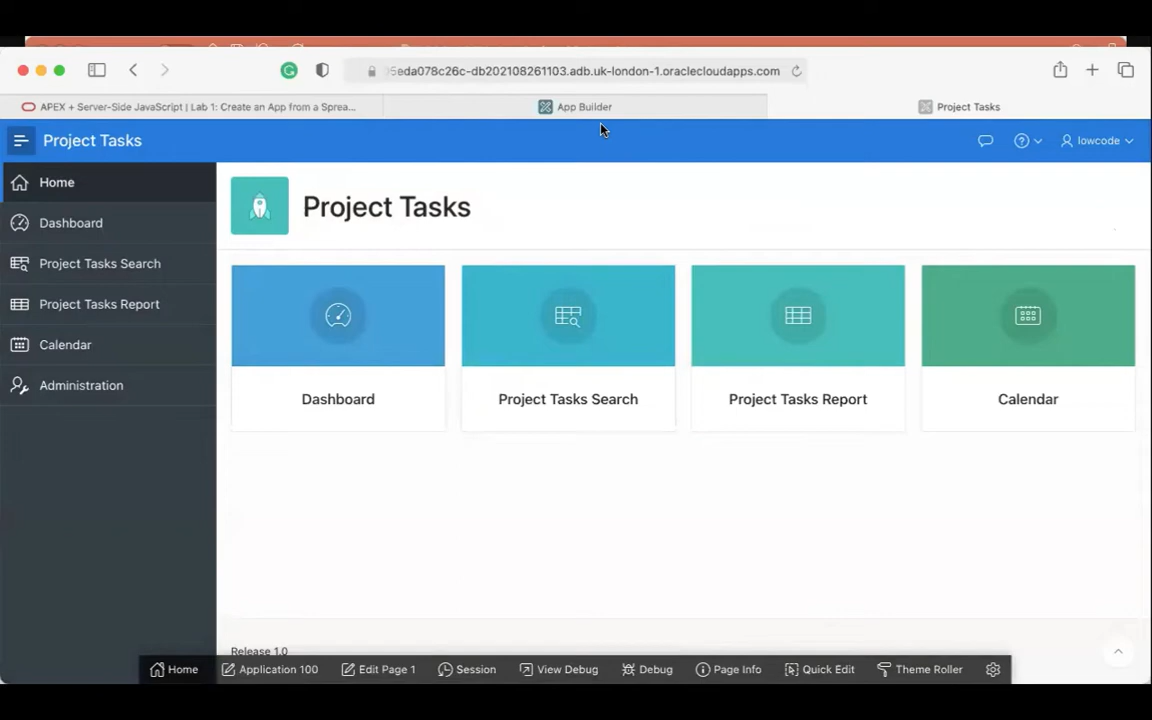 5eda078c26c-db202108261103.adb.uk-london-1.oraclecloudapps.com
APEX + Server-Side JavaScript | Lab 1: Create an App from a Sprea...
App Builder
Project Tasks
Project Tasks
lowcode
Home
Dashboard
Project Tasks Search
Project Tasks Report
Calendar
Administration
Project Tasks
Dashboard
Project Tasks Search
Project Tasks Report
Calendar
Release 1.0
Home
Application 100
Edit Page 1
Session
View Debug
Debug
Page Info
Quick Edit
Theme Roller